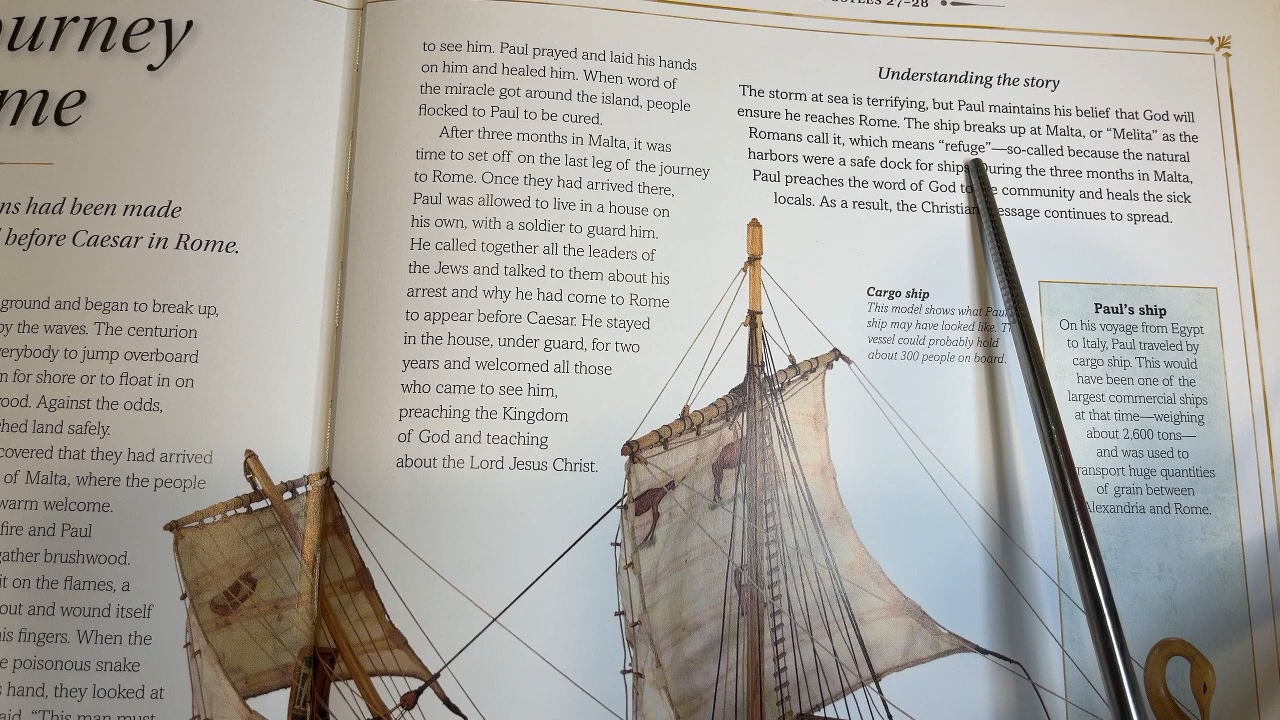 urney
me
ns had been made
before Caesar in Rome.
ground and began to break up,
by the waves. The centurion
everybody to jump overboard
for shore or to float in on
Against the odds,
land safely.
that they had arrived
of Malta, where the people
warm welcome.
fire and Paul
gather brushwood.
it on the flames, a
out and wound itself
his fingers. When the
poisonous snake
hand, they looked at
"This man must
27–28
to see him. Paul prayed and laid his hands
on him and healed him. When word of
the miracle got around the island, people
flocked to Paul to be cured.
After three months in Malta, it was
time to set off on the last leg of the journey
to Rome. Once they had arrived there,
Paul was allowed to live in a house on
his own, with a soldier to guard him.
He called together all the leaders of
the Jews and talked to them about his
arrest and why he had come to Rome
to appear before Caesar. He stayed
in the house, under guard, for two
years and welcomed all those
who came to see him,
preaching the Kingdom
of God and teaching
about the Lord Jesus Christ.
Understanding the story
The storm at sea is terrifying, but Paul maintains his belief that God will
ensure he reaches Rome. The ship breaks up at Malta, or "Melita" as the
Romans call it, which means "refuge"—so-called because the natural
harbors were a safe dock for ships. During the three months in Malta,
Paul preaches the word of God to the community and heals the sick
locals. As a result, the Christian message continues to spread.
Cargo ship
This model shows what Paul
ship may have looked like.
vessel could probably hold
about 300 people on board.
Paul's ship
On his voyage from Egypt
to Italy, Paul traveled by
cargo ship. This would
have been one of the
largest commercial ships
at that time—weighing
about 2,600 tons—
and was used to
transport huge quantities
of grain between
Alexandria and Rome.